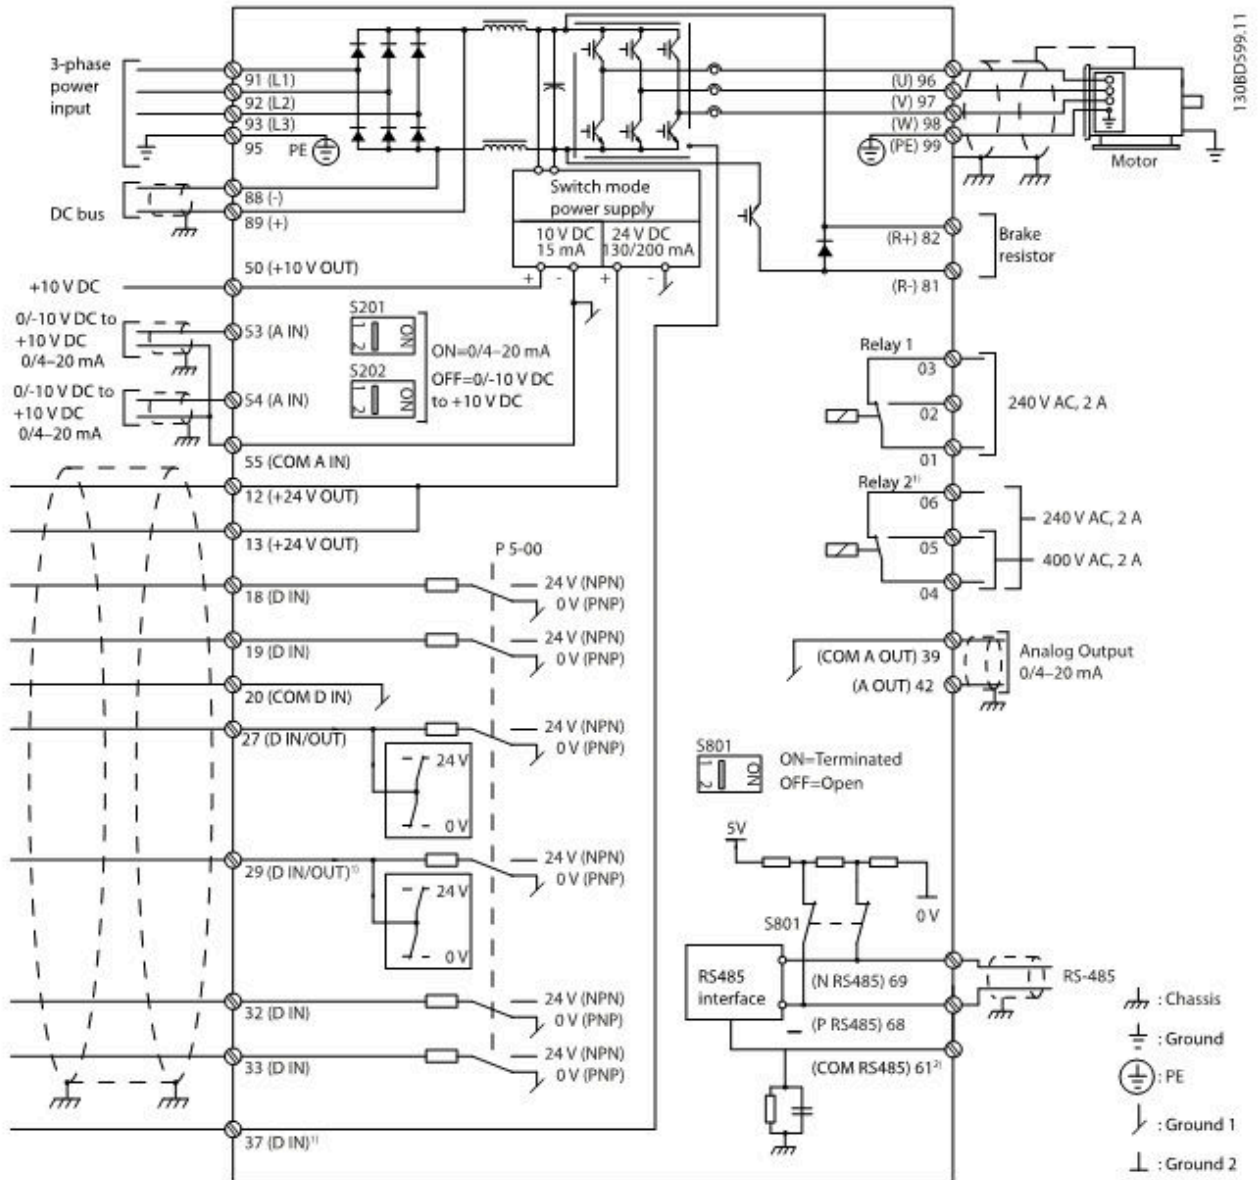 130BD599.11
3-phase
power
input
91 (L1)
92 (L2)
93 (L3)
95
PE
DC bus
88 (-)
89 (+)
Switch mode
power supply
10 V DC
15 mA
24 V DC
130/200 mA
+
-
+
-
(U) 96
(V) 97
(W) 98
(PE) 99
Motor
(R+) 82
(R-) 81
Brake
resistor
50 (+10 V OUT)
+10 V DC
0/-10 V DC to
+10 V DC
0/4–20 mA
53 (A IN)
0/-10 V DC to
+10 V DC
0/4–20 mA
54 (A IN)
55 (COM A IN)
S201
1
2
ON
S202
1
2
ON
ON=0/4–20 mA
OFF=0/-10 V DC
to +10 V DC
Relay 1
03
02
01
240 V AC, 2 A
Relay 2¹⁾
06
05
04
240 V AC, 2 A
400 V AC, 2 A
12 (+24 V OUT)
13 (+24 V OUT)
P 5-00
18 (D IN)
24 V (NPN)
0 V (PNP)
19 (D IN)
24 V (NPN)
0 V (PNP)
20 (COM D IN)
27 (D IN/OUT)
24 V (NPN)
0 V (PNP)
24 V
0 V
29 (D IN/OUT)¹⁾
24 V (NPN)
0 V (PNP)
24 V
0 V
32 (D IN)
24 V (NPN)
0 V (PNP)
33 (D IN)
24 V (NPN)
0 V (PNP)
37 (D IN)¹⁾
(COM A OUT) 39
(A OUT) 42
Analog Output
0/4–20 mA
S801
1
2
ON
ON=Terminated
OFF=Open
5V
0 V
S801
RS485
interface
(N RS485) 69
(P RS485) 68
(COM RS485) 61²⁾
RS-485
: Chassis
: Ground
: PE
: Ground 1
: Ground 2